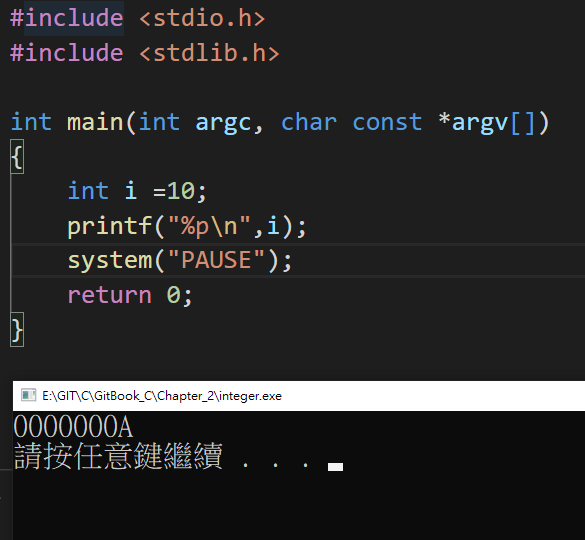 #include <stdio.h>
#include <stdlib.h>
int main(int argc, char const *argv[])
{
int i =10;
printf("%p\n",i);
system("PAUSE");
return 0;
}
E:\GIT\C\GitBook_C\Chapter_2\integer.exe
0000000A
請按任意鍵繼續 . . .